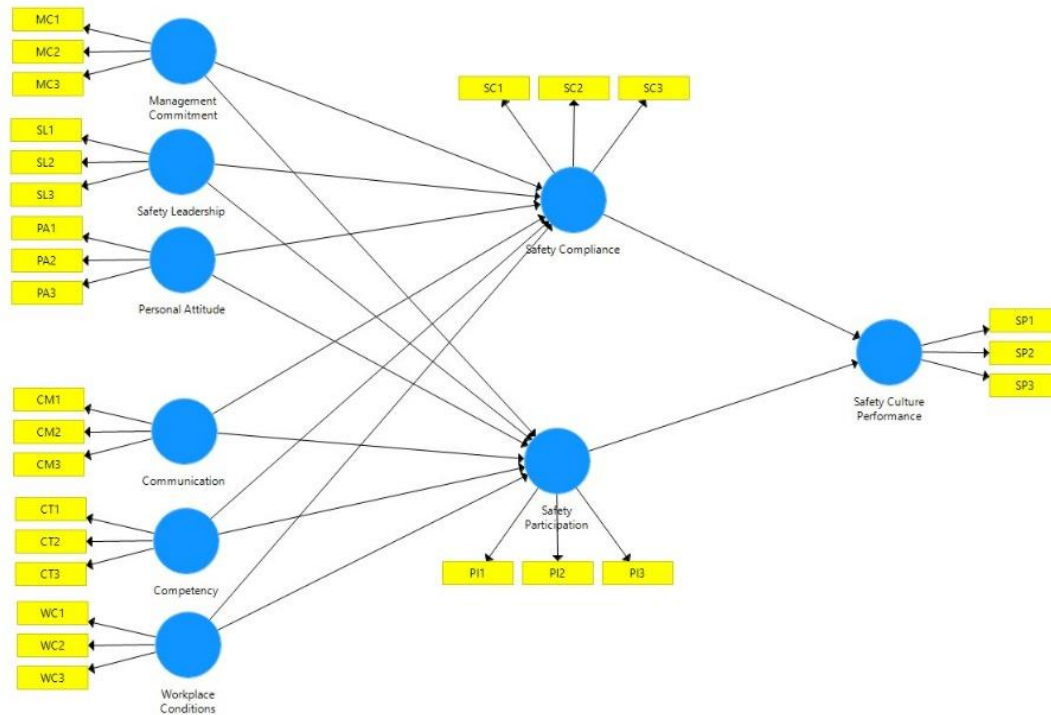 MC1
MC2
MC3
Management
Commitment
SL1
SL2
SL3
Safety Leadership
PA1
PA2
PA3
Personal Attitude
CM1
CM2
CM3
Communication
CT1
CT2
CT3
Competency
WC1
WC2
WC3
Workplace
Conditions
SC1
SC2
SC3
Safety Compliance
Safety
Participation
PI1
PI2
PI3
Safety Culture
Performance
SP1
SP2
SP3